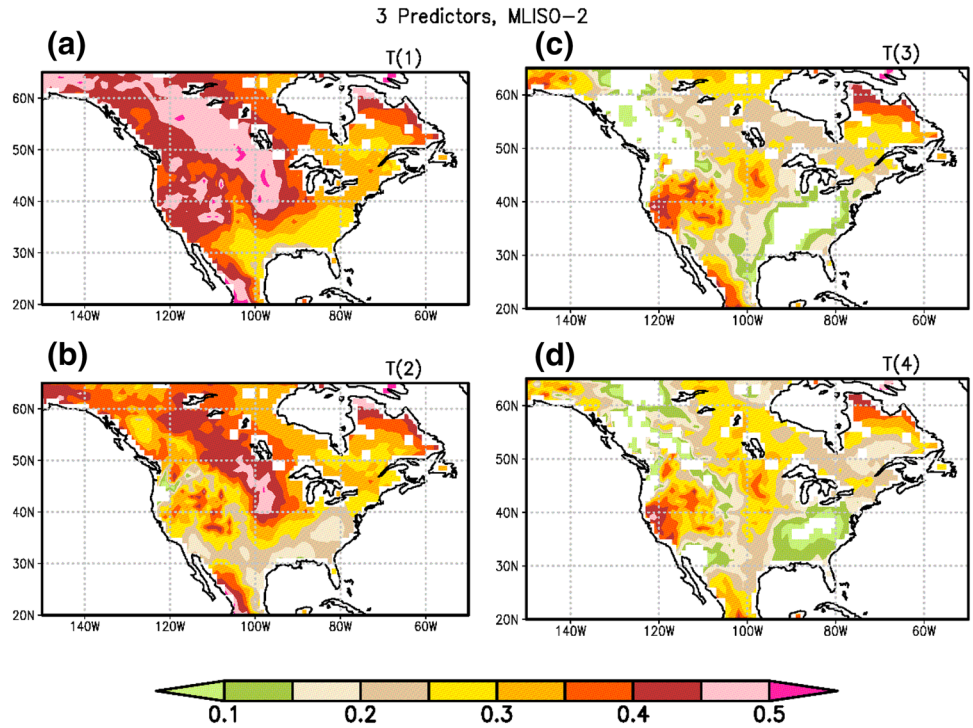 3 Predictors, MLISO-2
(a)
T(1)
60N
50N
40N
30N
20N
140W 120W 100W 80W 60W
(b)
T(2)
60N
50N
40N
30N
20N
140W 120W 100W 80W 60W
(c)
T(3)
60N
50N
40N
30N
20N
140W 120W 100W 80W 60W
(d)
T(4)
60N
50N
40N
30N
20N
140W 120W 100W 80W 60W
0.1 0.2 0.3 0.4 0.5